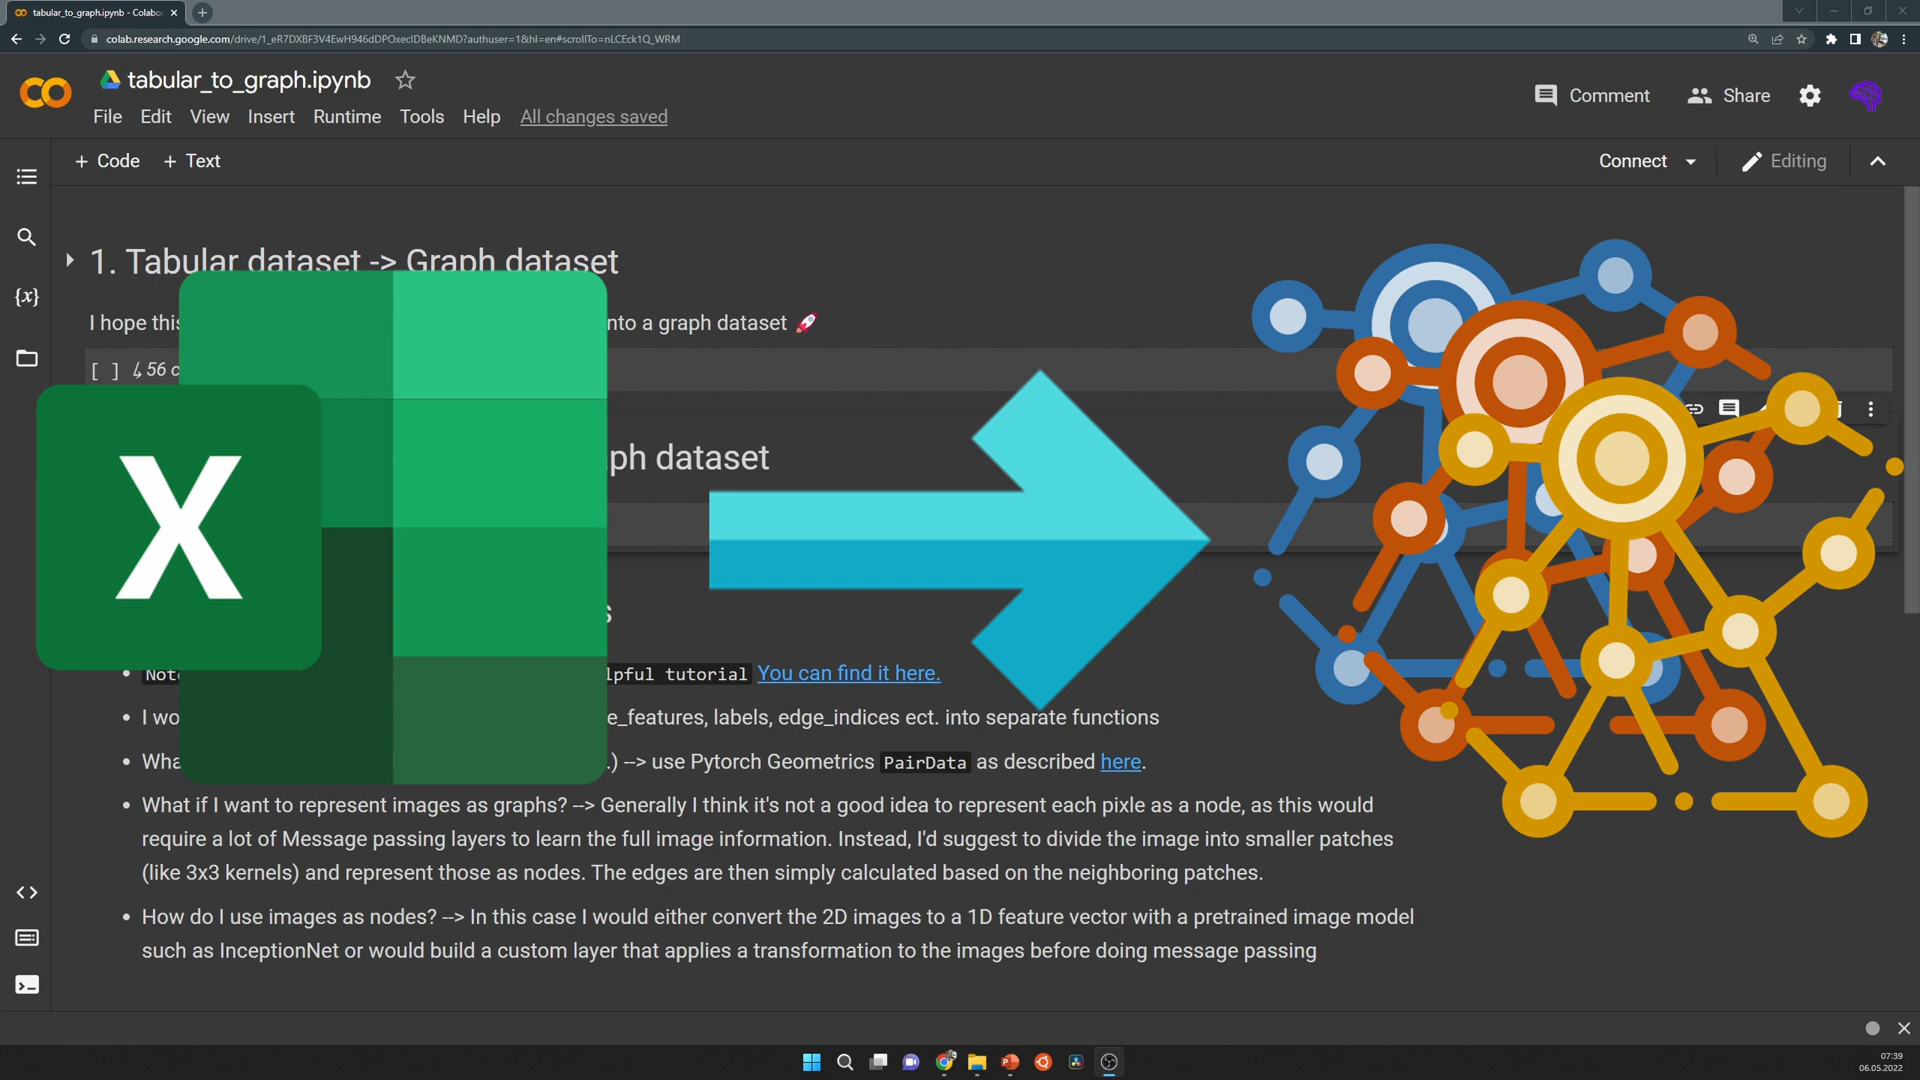 tabular_to_graph.ipynb - Colabo
colab.research.google.com/drive/1_eR7DXBF3V4EwH946dDPOxecIDBeKNMD?authuser=1&hl=en#scrollTo=nLCEck1Q_WRM
tabular_to_graph.ipynb
Comment
Share
File Edit View Insert Runtime Tools Help All changes saved
+ Code + Text
Connect
Editing
1. Tabular dataset -> Graph dataset
{x}
I hope this nto a graph dataset 🚀
[ ] ↳ 56 c
ph dataset
X
s
• Note lpful tutorial You can find it here.
• I wo e_features, labels, edge_indices ect. into separate functions
• Wha .) --> use Pytorch Geometrics PairData as described here.
• What if I want to represent images as graphs? --> Generally I think it's not a good idea to represent each pixle as a node, as this would
require a lot of Message passing layers to learn the full image information. Instead, I'd suggest to divide the image into smaller patches
(like 3x3 kernels) and represent those as nodes. The edges are then simply calculated based on the neighboring patches.
• How do I use images as nodes? --> In this case I would either convert the 2D images to a 1D feature vector with a pretrained image model
such as InceptionNet or would build a custom layer that applies a transformation to the images before doing message passing
07:39
06.05.2022